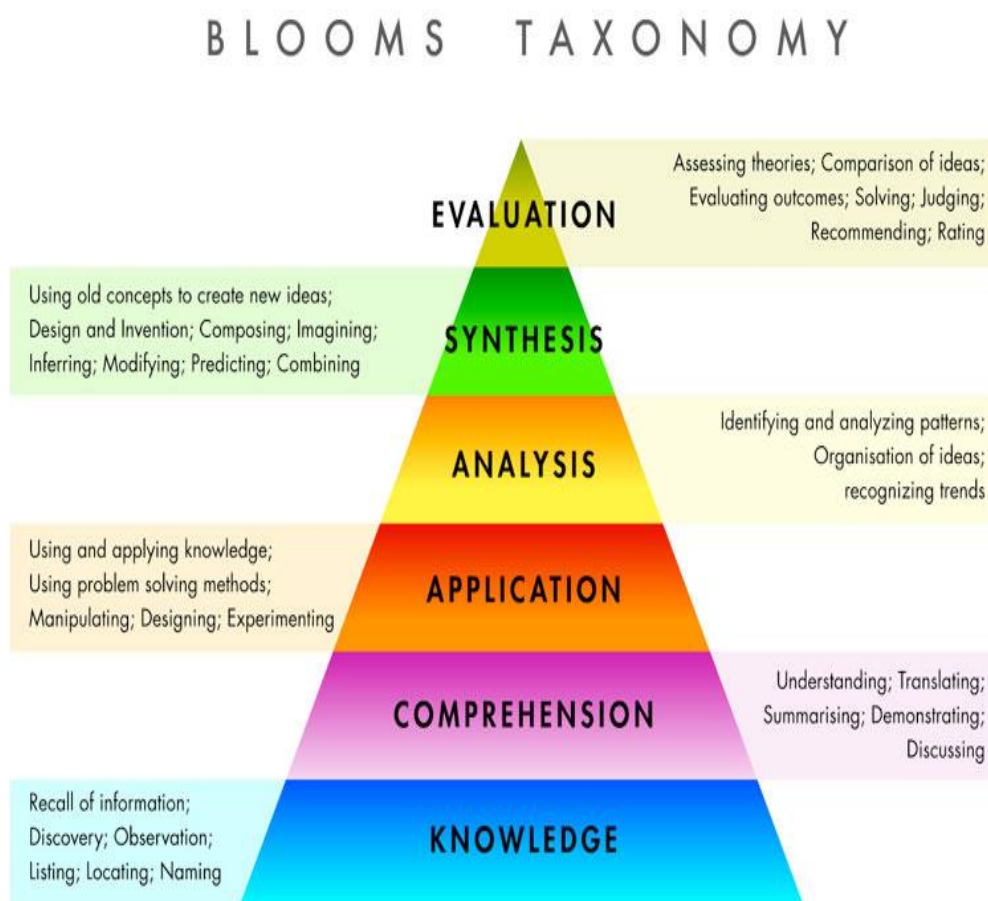 BLOOMS TAXONOMY
EVALUATION
Assessing theories; Comparison of ideas;
Evaluating outcomes; Solving; Judging;
Recommending; Rating
SYNTHESIS
Using old concepts to create new ideas;
Design and Invention; Composing; Imagining;
Inferring; Modifying; Predicting; Combining
ANALYSIS
Identifying and analyzing patterns;
Organisation of ideas;
recognizing trends
APPLICATION
Using and applying knowledge;
Using problem solving methods;
Manipulating; Designing; Experimenting
COMPREHENSION
Understanding; Translating;
Summarising; Demonstrating;
Discussing
KNOWLEDGE
Recall of information;
Discovery; Observation;
Listing; Locating; Naming